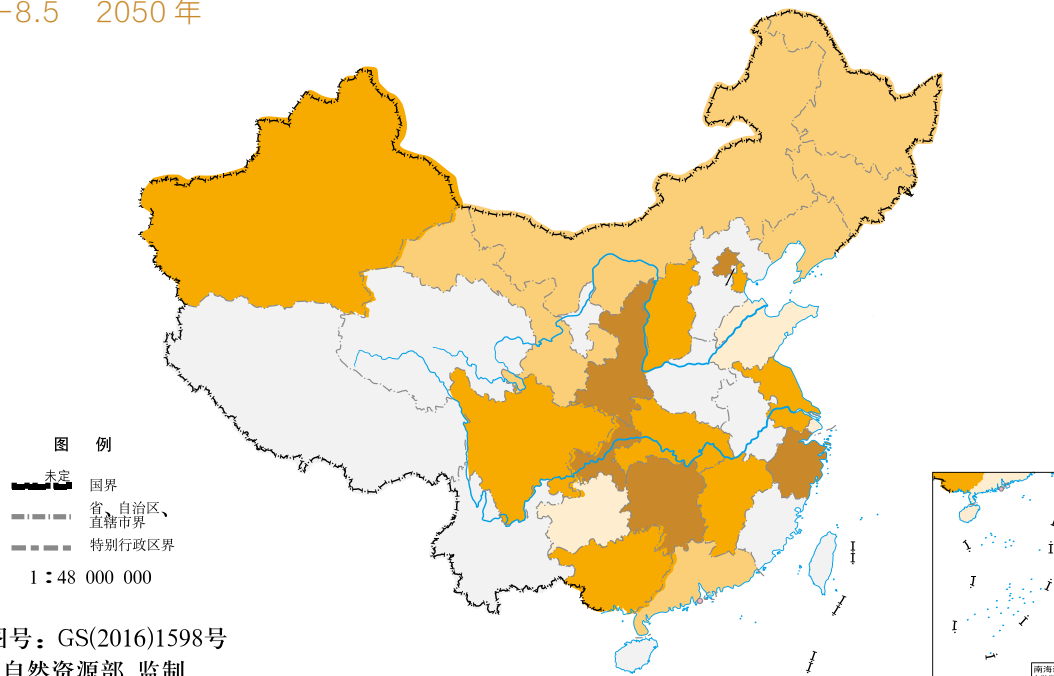 -8.5 2050 年
图 例
未定
国界
省、自治区、
直辖市界
特别行政区界
1：48 000 000
图号：GS(2016)1598号
自然资源部 监制
南海